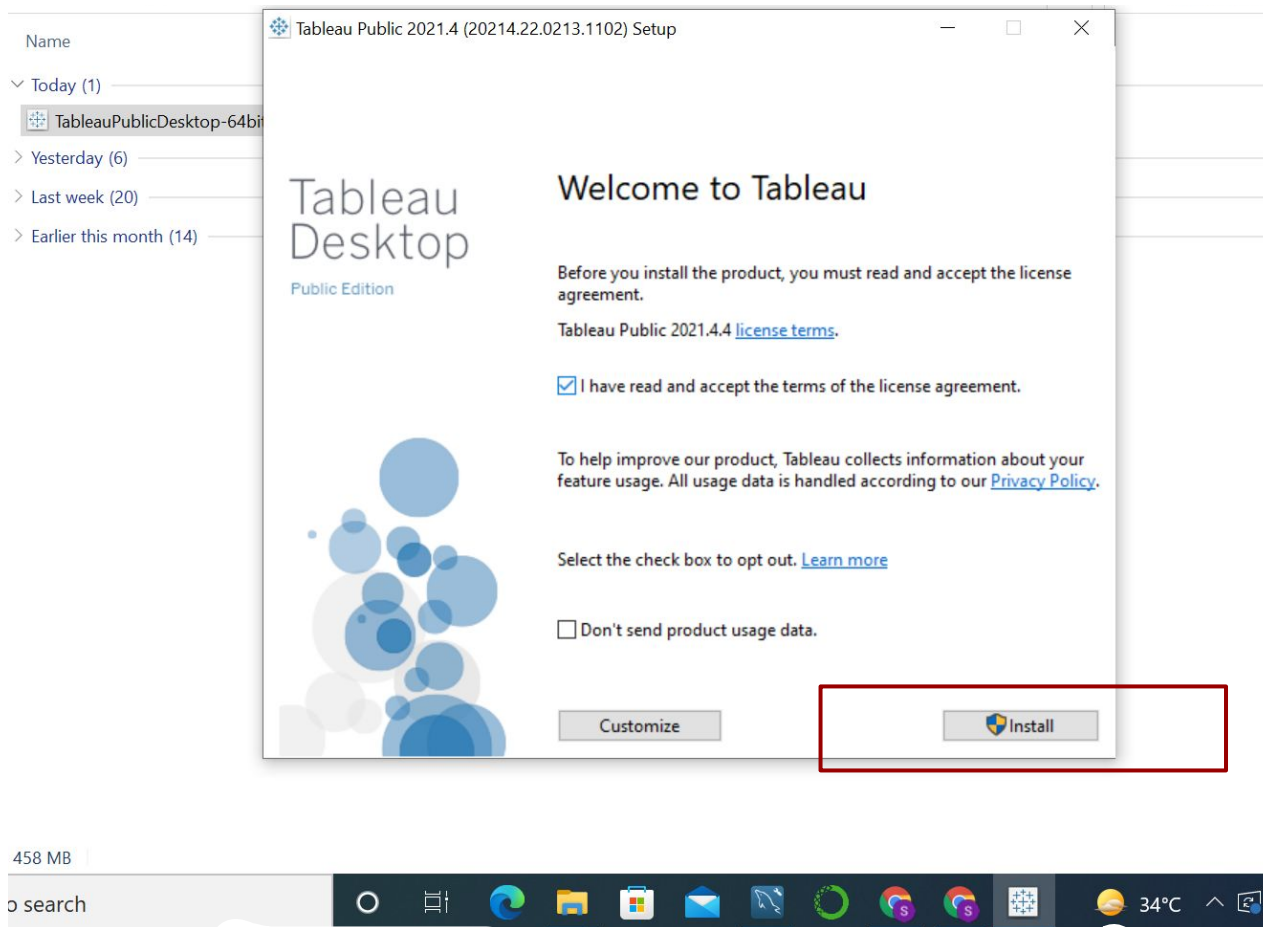 Name
Today (1)
TableauPublicDesktop-64bi
Yesterday (6)
Last week (20)
Earlier this month (14)
Tableau Public 2021.4 (20214.22.0213.1102) Setup
Tableau
Desktop
Public Edition
Welcome to Tableau
Before you install the product, you must read and accept the license
agreement.
Tableau Public 2021.4.4 license terms.
I have read and accept the terms of the license agreement.
To help improve our product, Tableau collects information about your
feature usage. All usage data is handled according to our Privacy Policy.
Select the check box to opt out. Learn more
Don't send product usage data.
Customize
Install
458 MB
o search
S
S
34°C